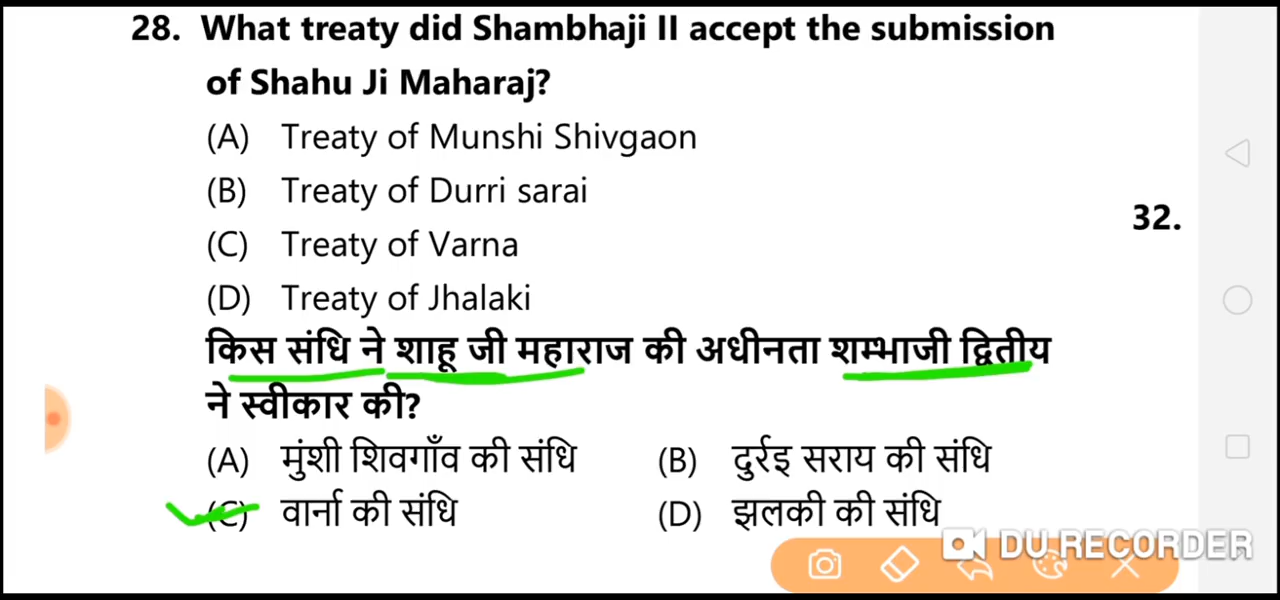 28. What treaty did Shambhaji II accept the submission
of Shahu Ji Maharaj?
(A) Treaty of Munshi Shivgaon
(B) Treaty of Durri sarai
32.
(C) Treaty of Varna
(D) Treaty of Jhalaki
किस संधि ने शाहू जी महाराज की अधीनता शम्भाजी द्वितीय
ने स्वीकार की?
(A) मुंशी शिवगाँव की संधि (B) दुर्रइ सराय की संधि
(C) वार्ना की संधि (D) झलकी की संधि
DU RECORDER